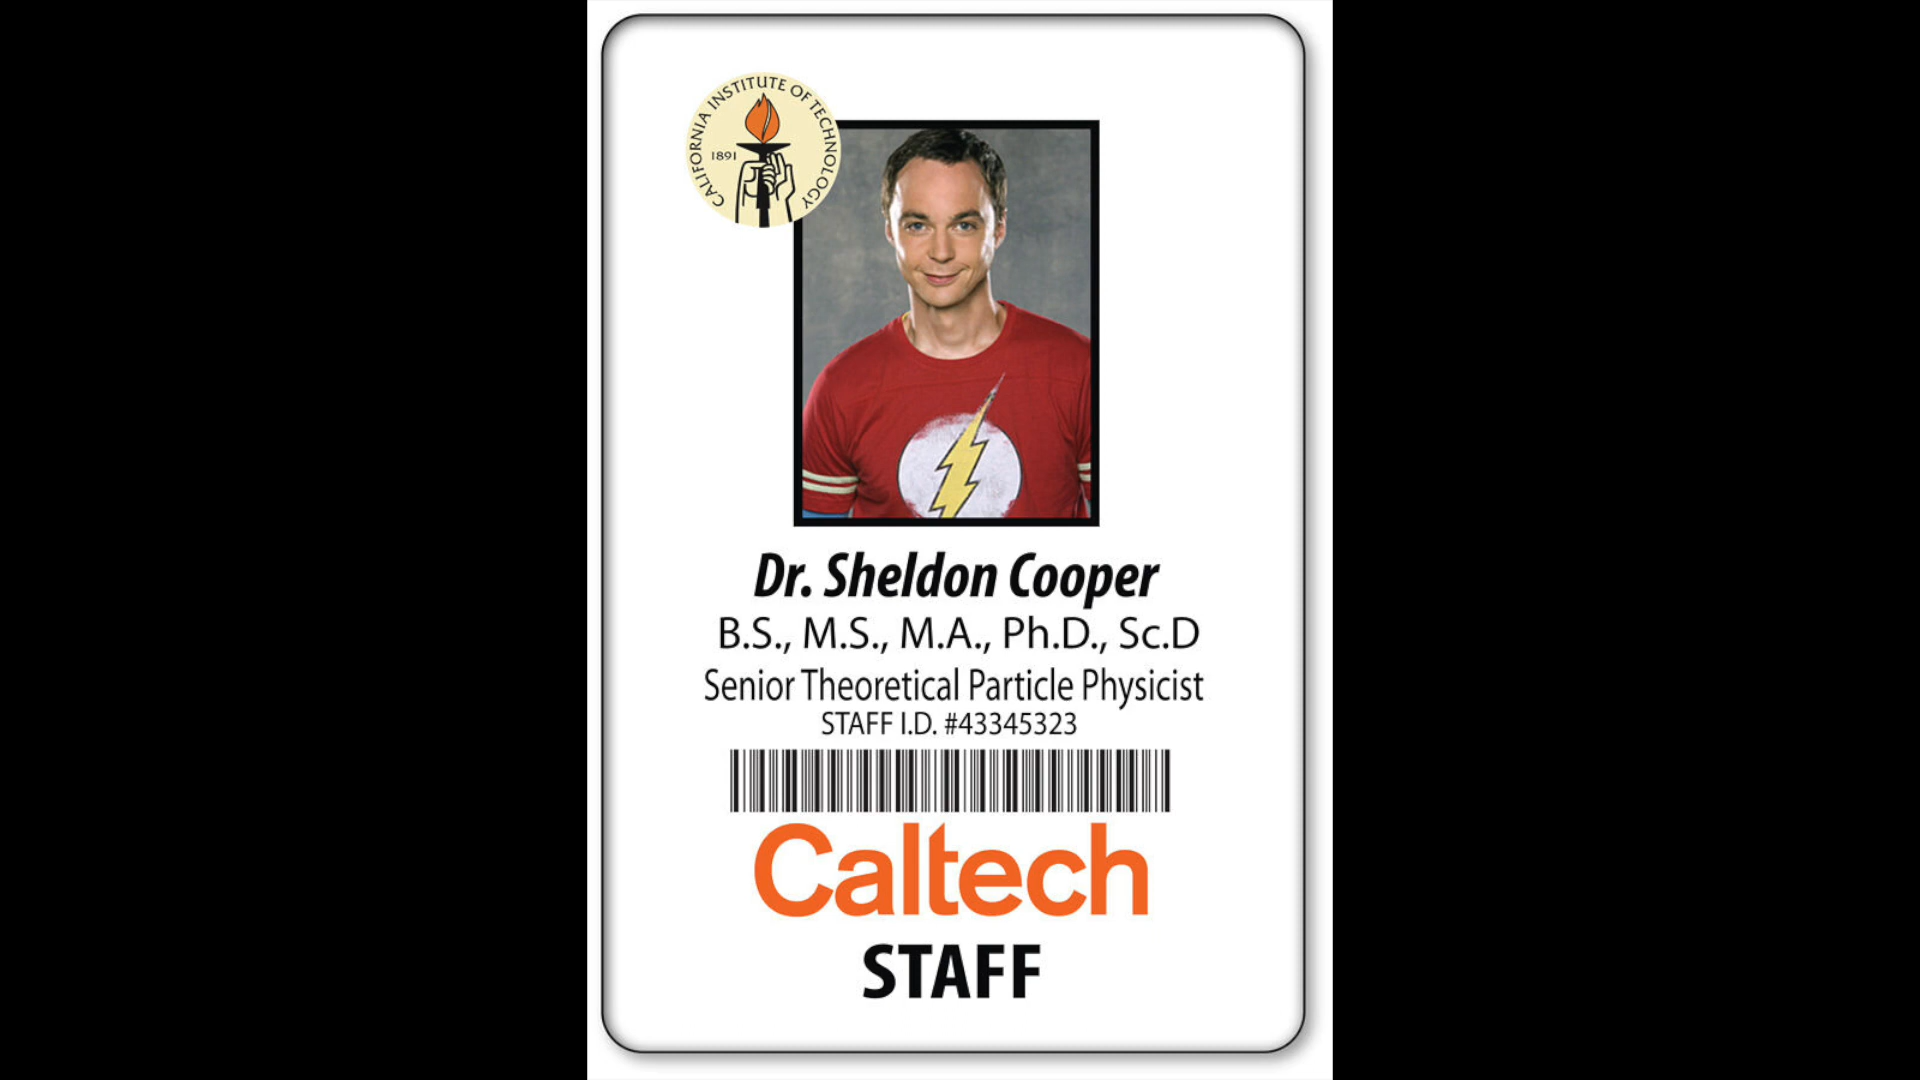 CALIFORNIA INSTITUTE OF TECHNOLOGY
1891
Dr. Sheldon Cooper
B.S., M.S., M.A., Ph.D., Sc.D
Senior Theoretical Particle Physicist
STAFF I.D. #43345323
Caltech
STAFF